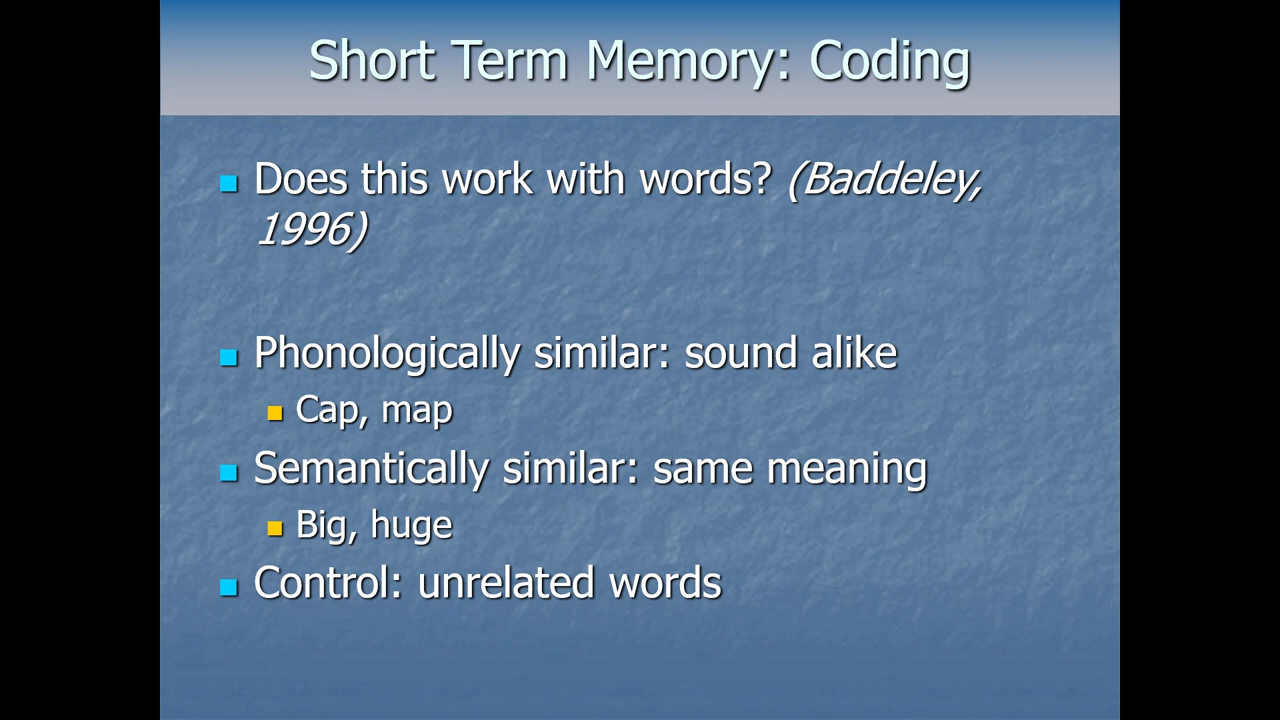 Short Term Memory: Coding
Does this work with words? (Baddeley,
1996)
Phonologically similar: sound alike
Cap, map
Semantically similar: same meaning
Big, huge
Control: unrelated words